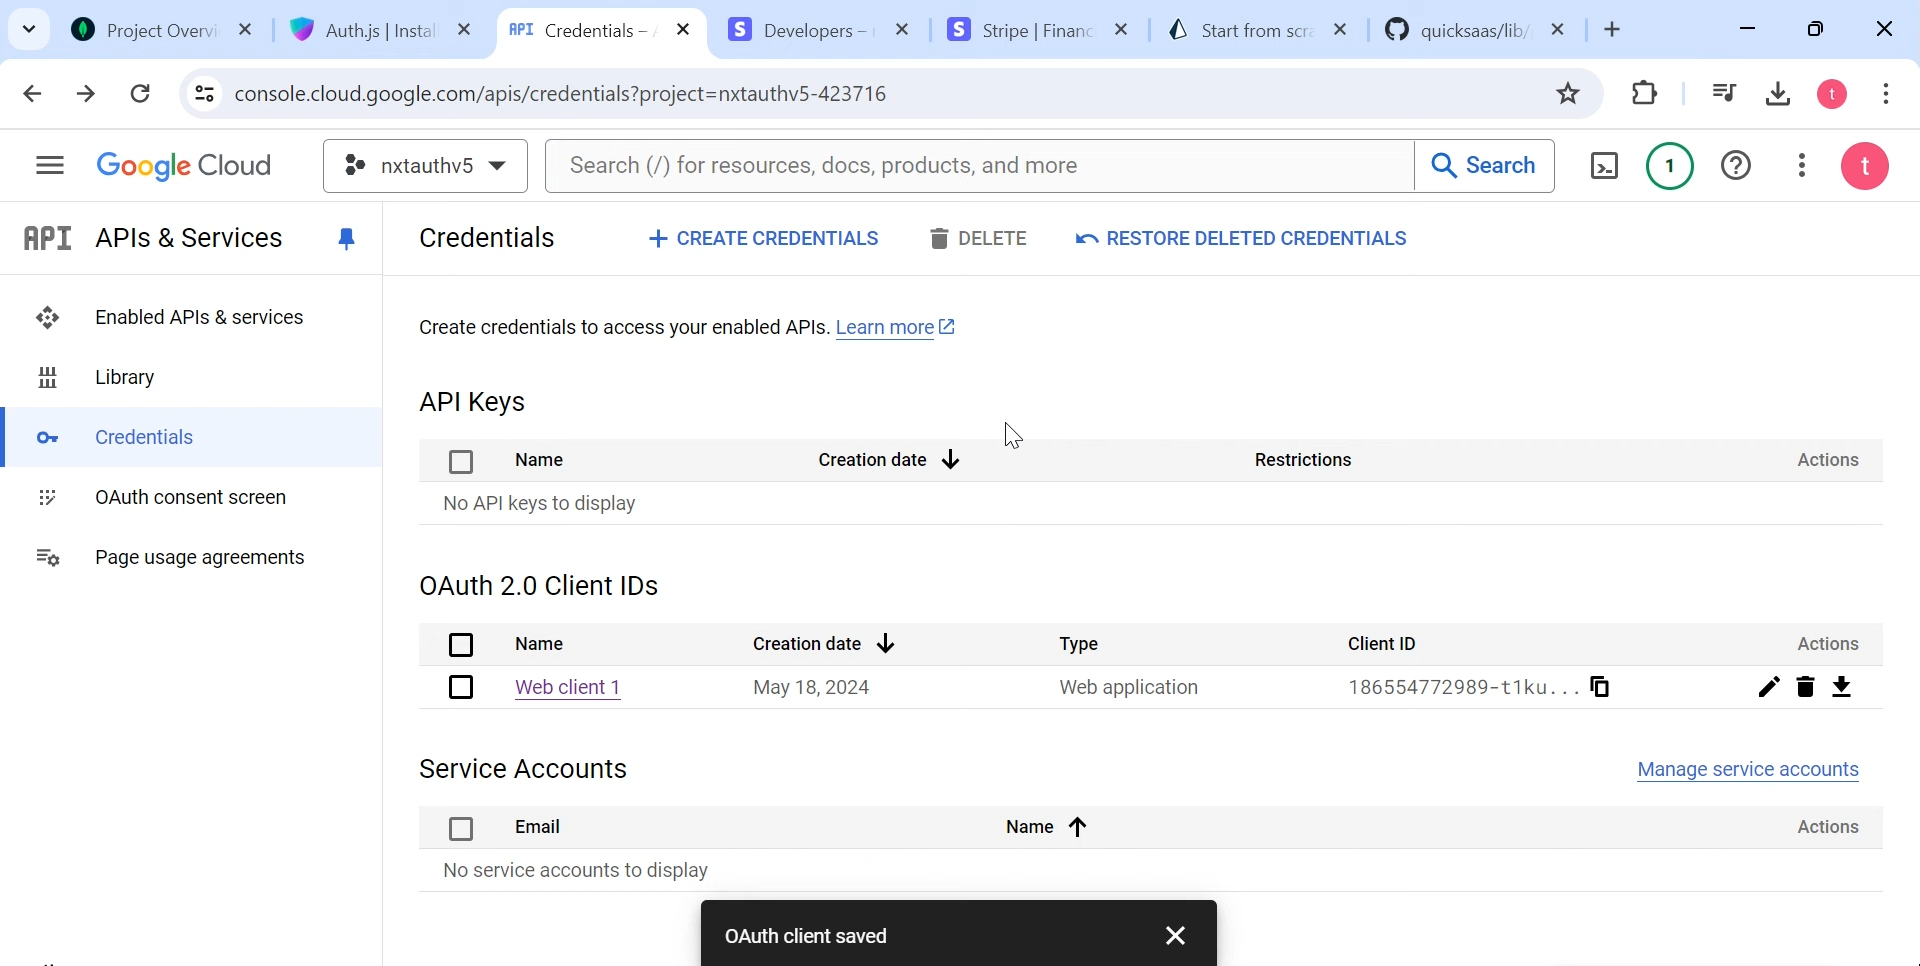 Project Overvi
Auth.js | Instal
API Credentials – A
Developers –
Stripe | Financ
Start from scra
quicksaas/lib/
console.cloud.google.com/apis/credentials?project=nxtauthv5-423716
t
Google Cloud
nxtauthv5
Search (/) for resources, docs, products, and more
Search
1
t
API APIs & Services
Credentials
CREATE CREDENTIALS
DELETE
RESTORE DELETED CREDENTIALS
Enabled APIs & services
Library
Credentials
OAuth consent screen
Page usage agreements
Create credentials to access your enabled APIs. Learn more
API Keys
Name Creation date Restrictions Actions
No API keys to display
OAuth 2.0 Client IDs
Name Creation date Type Client ID Actions
Web client 1 May 18, 2024 Web application 186554772989-t1ku...
Service Accounts
Manage service accounts
Email Name Actions
No service accounts to display
OAuth client saved